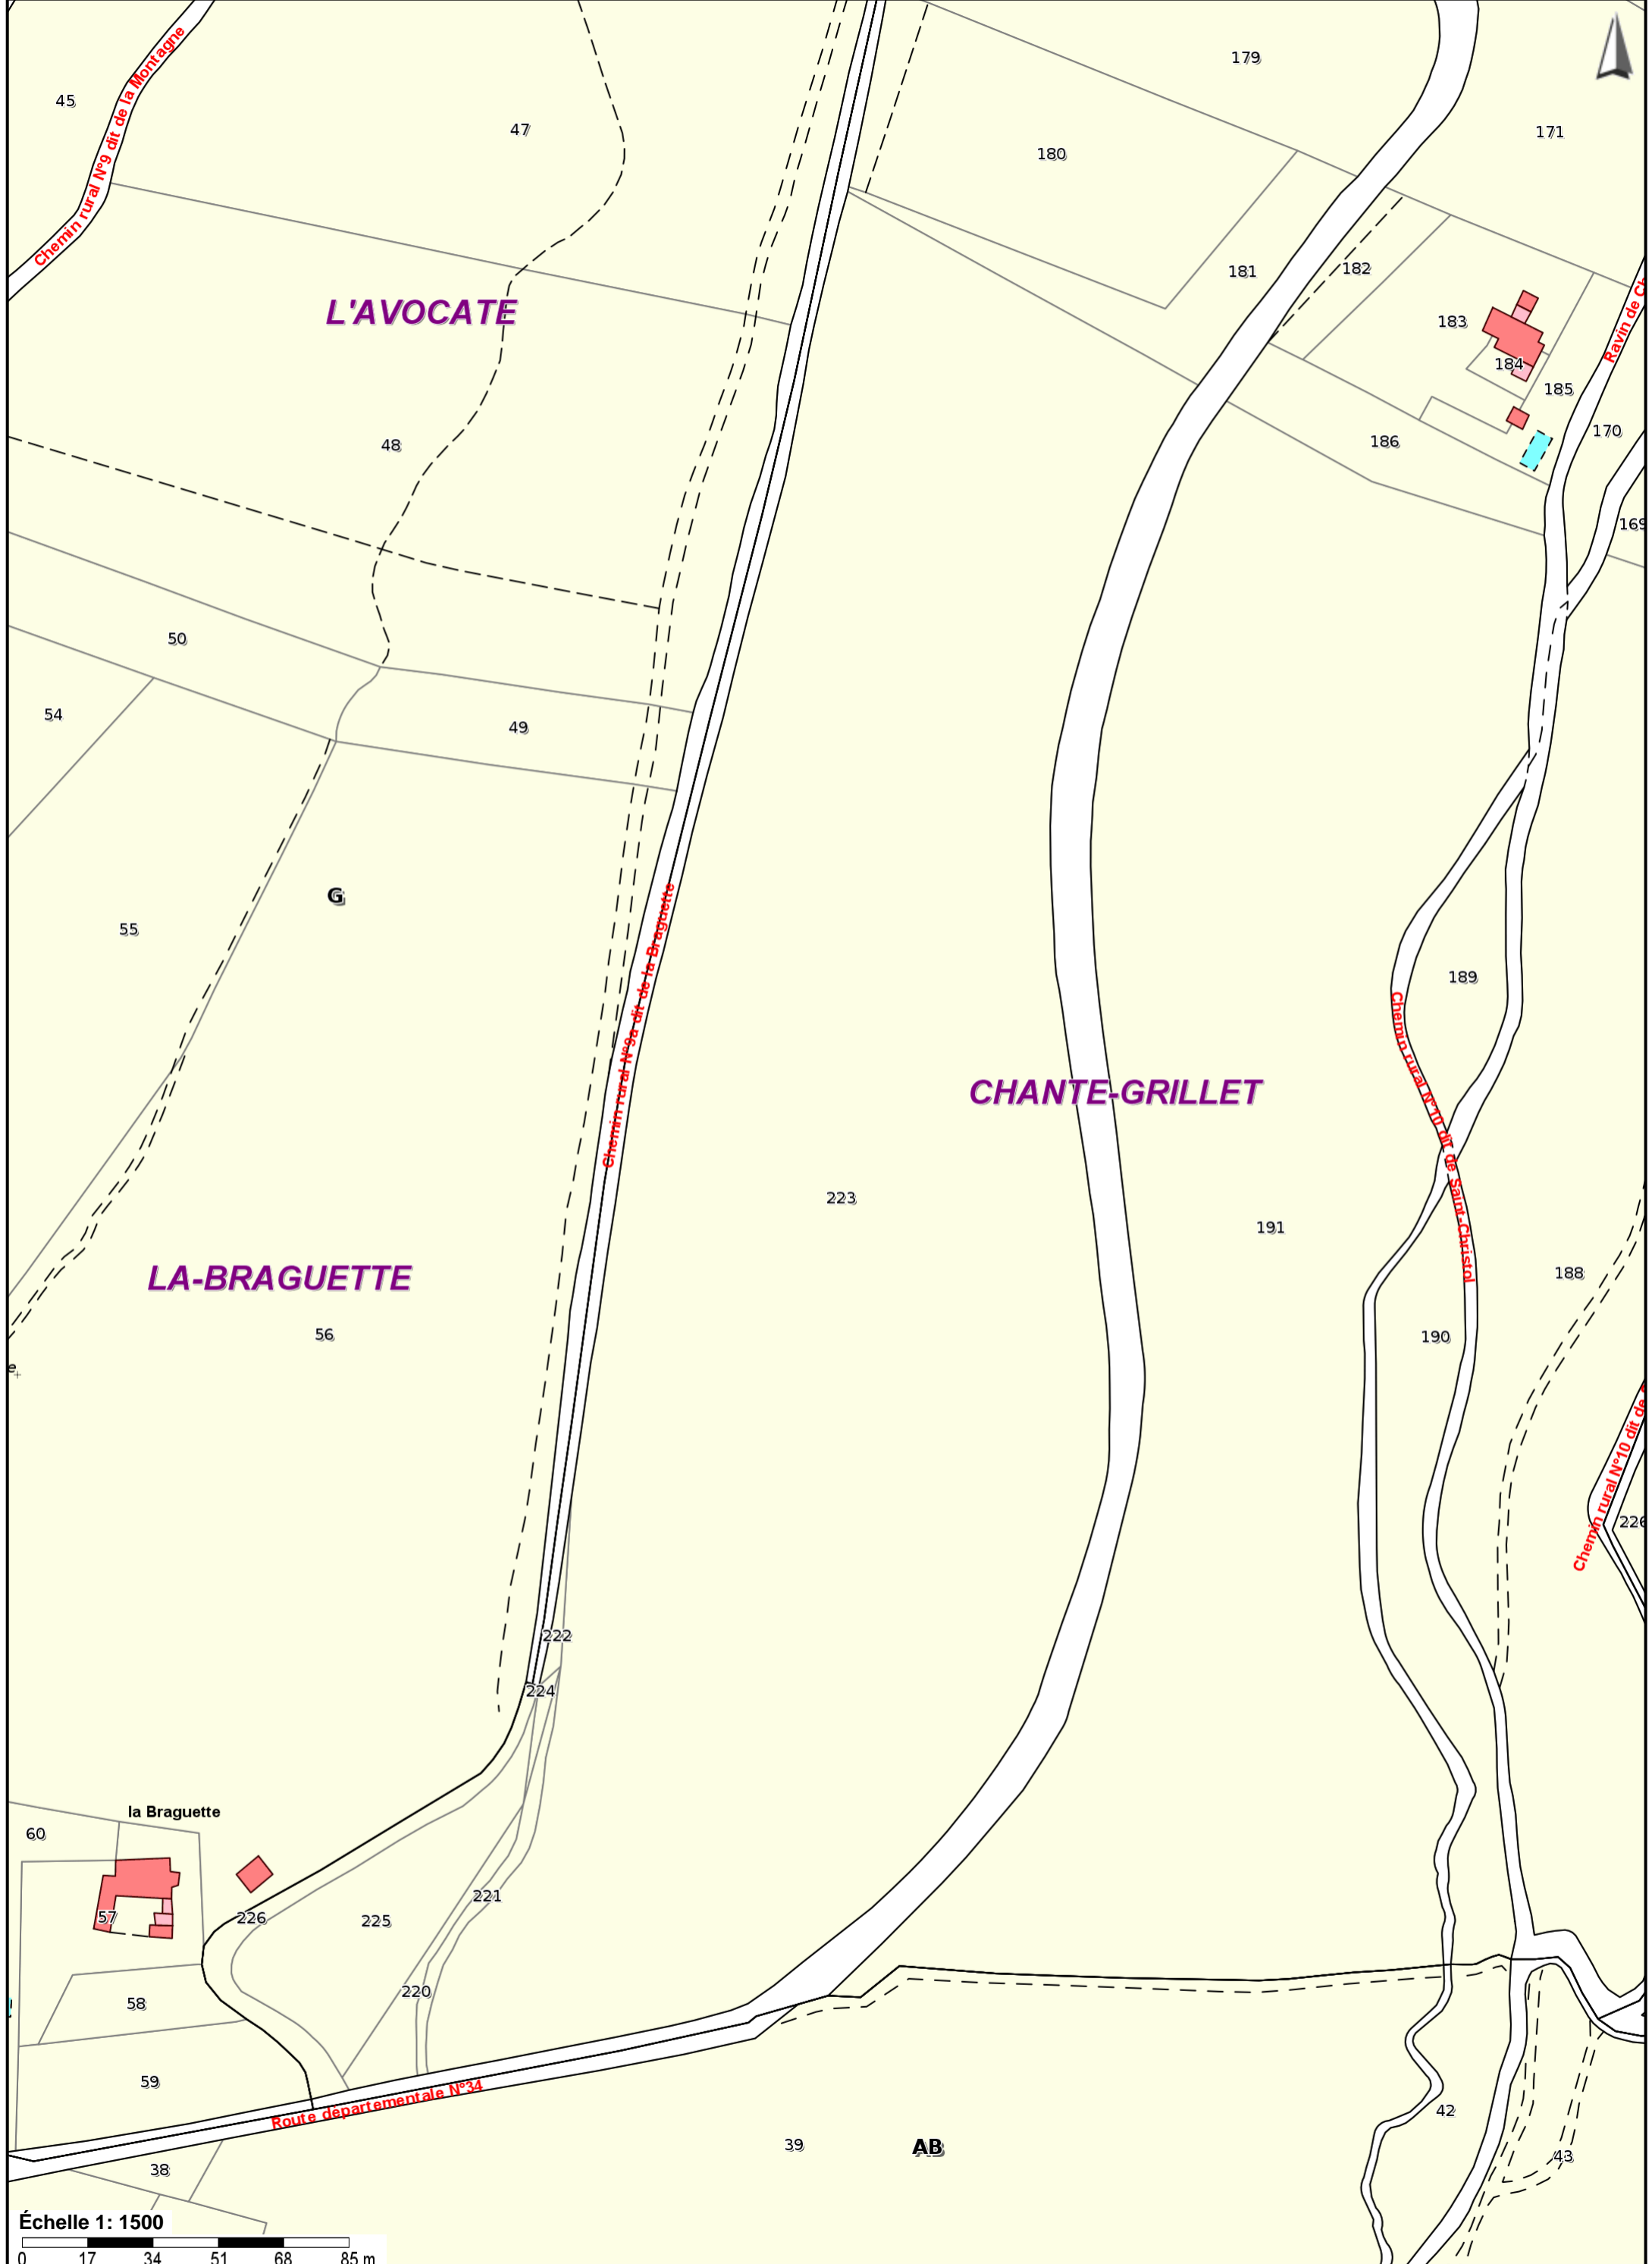 179
45
47
171
180
Chemin rural N°9 dit de la Montagne
181
182
L'AVOCATE
183
184
185
Ravin de
170
48
186
169
50
54
49
G
55
Chemin rural N°9a dit de la Braguette
189
Chemin rural N°10 dit de Saint-Christol
CHANTE-GRILLET
223
191
188
LA-BRAGUETTE
56
190
Chemin rural N°10 dit de
226
222
224
la Braguette
60
221
57
226
225
220
58
59
Route départementale N°34
42
39
AB
43
38
Échelle 1: 1500
0 17 34 51 68 85 m